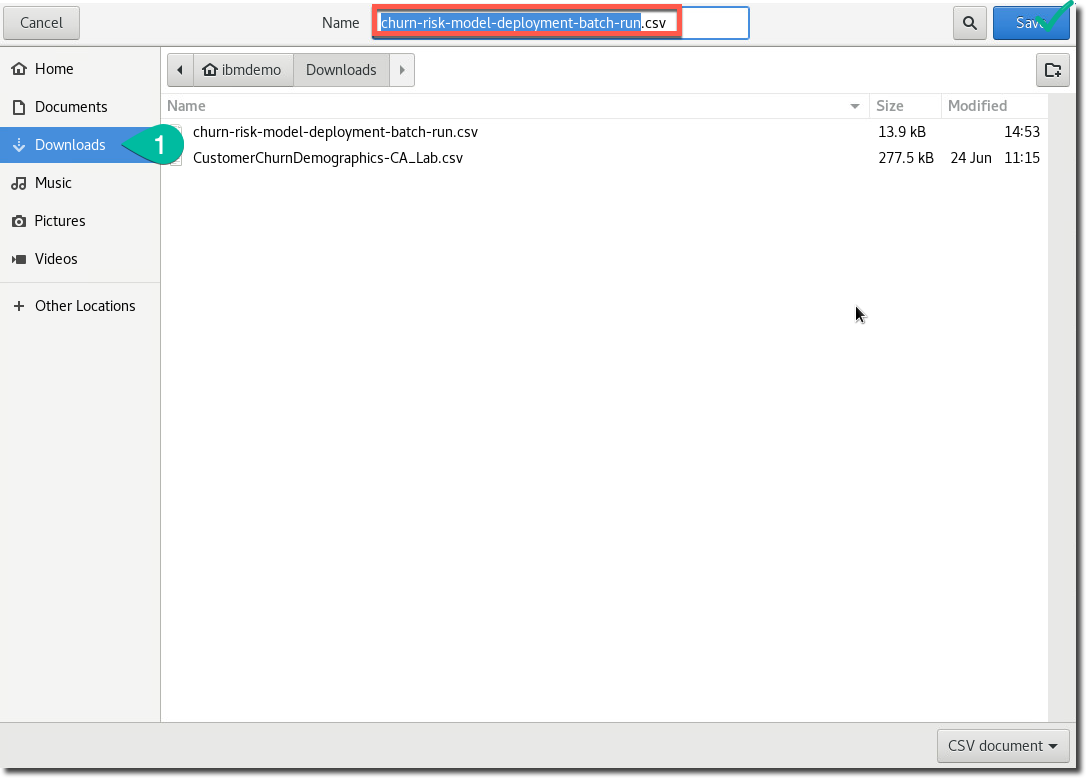 Cancel Name churn-risk-model-deployment-batch-run.csv Save
Home
Documents
Downloads 1
Music
Pictures
Videos
Other Locations
ibmdemo Downloads
Name Size Modified
churn-risk-model-deployment-batch-run.csv 13.9 kB 14:53
CustomerChurnDemographics-CA_Lab.csv 277.5 kB 24 Jun 11:15
CSV document